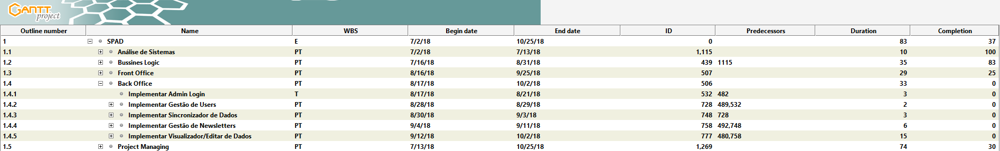 GANTT
project
Outline number Name WBS Begin date End date ID Predecessors Duration Completion
1 SPAD E 7/2/18 10/25/18 0 83 37
1.1 Análise de Sistemas PT 7/2/18 7/13/18 1,115 10 100
1.2 Bussines Logic PT 7/16/18 8/31/18 439 1115 35 83
1.3 Front Office PT 8/16/18 9/25/18 507 29 25
1.4 Back Office PT 8/17/18 10/2/18 506 33 0
1.4.1 Implementar Admin Login T 8/17/18 8/21/18 532 482 3 0
1.4.2 Implementar Gestão de Users PT 8/28/18 8/29/18 728 489,532 2 0
1.4.3 Implementar Sincronizador de Dados PT 8/30/18 9/3/18 748 728 3 0
1.4.4 Implementar Gestão de Newsletters PT 9/4/18 9/11/18 758 492,748 6 0
1.4.5 Implementar Visualizador/Editar de Dados PT 9/12/18 10/2/18 777 480,758 15 0
1.5 Project Managing PT 7/13/18 10/25/18 1,269 74 30